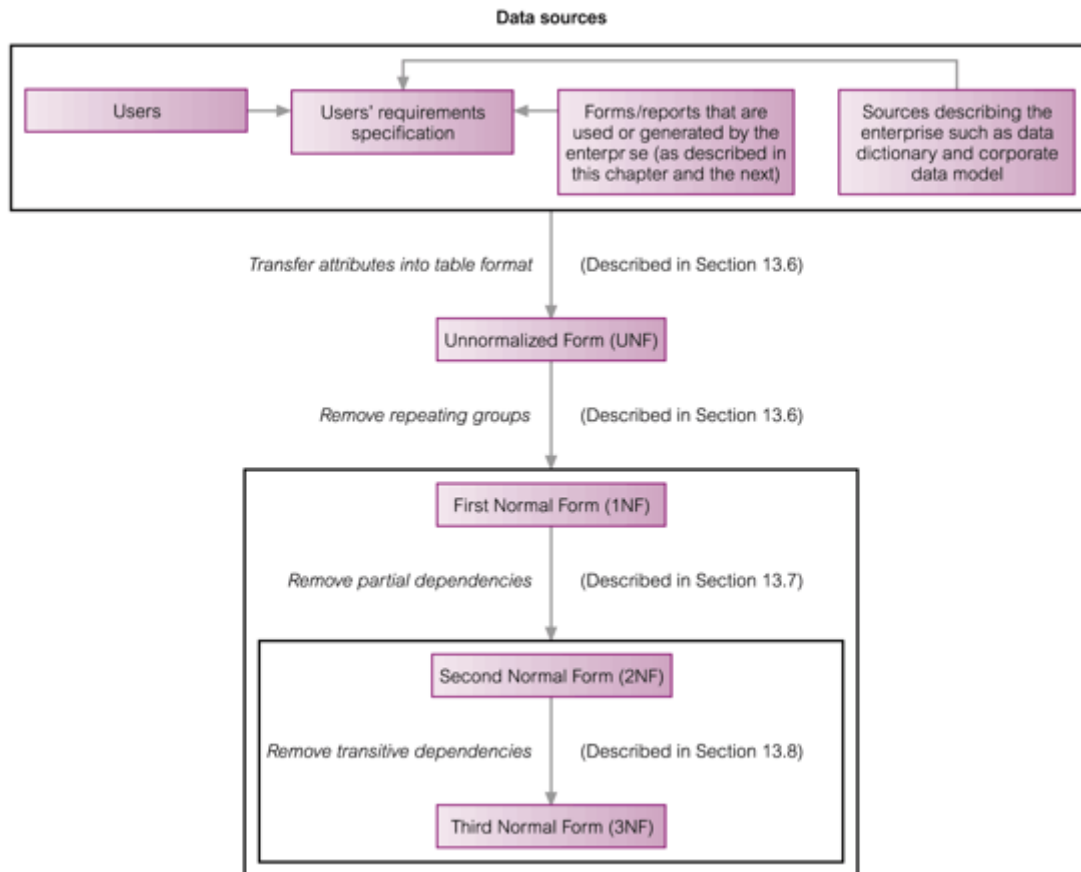 Data sources
Users
Users' requirements
specification
Forms/reports that are
used or generated by the
enterpr se (as described in
this chapter and the next)
Sources describing the
enterprise such as data
dictionary and corporate
data model
Transfer attributes into table format
(Described in Section 13.6)
Unnormalized Form (UNF)
Remove repeating groups
(Described in Section 13.6)
First Normal Form (1NF)
Remove partial dependencies
(Described in Section 13.7)
Second Normal Form (2NF)
Remove transitive dependencies
(Described in Section 13.8)
Third Normal Form (3NF)